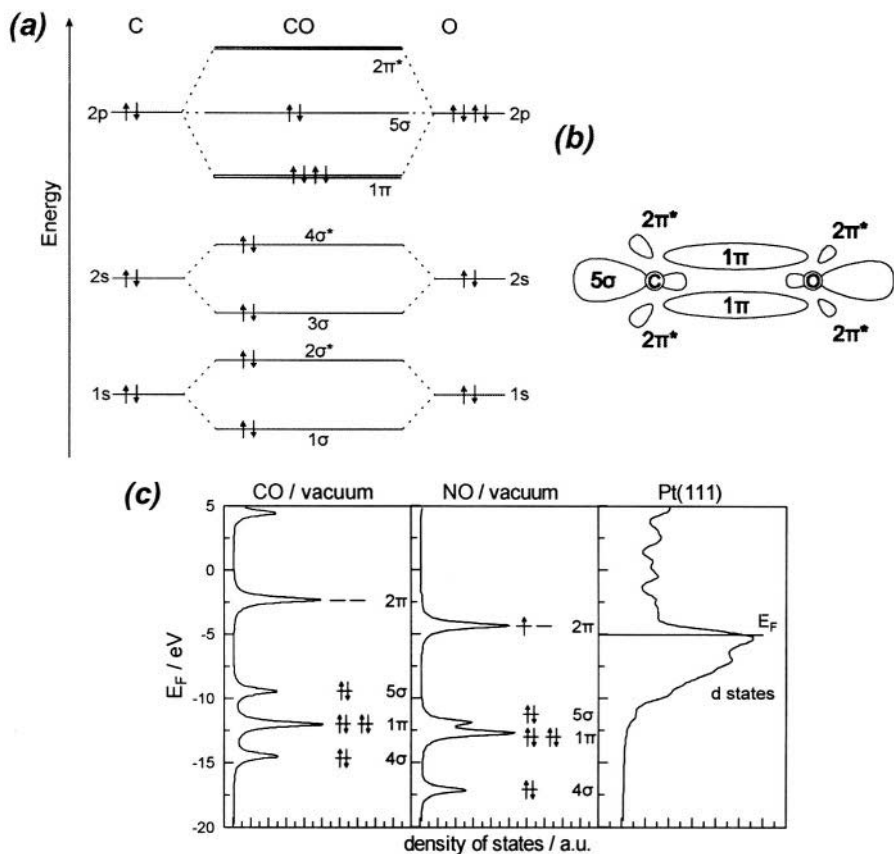 (a)
C CO O
2π*
2p 5σ 2p
1π
4σ*
2s 2s
3σ
2σ*
1s 1s
1σ
Energy
(b)
2π* 2π*
1π
5σ C O
1π
2π* 2π*
(c)
CO / vacuum NO / vacuum Pt(111)
5
0
2π 2π
-5 E_F
5σ d states
-10
5σ
1π 1π
4σ
-15
4σ
-20
E_F / eV
density of states / a.u.